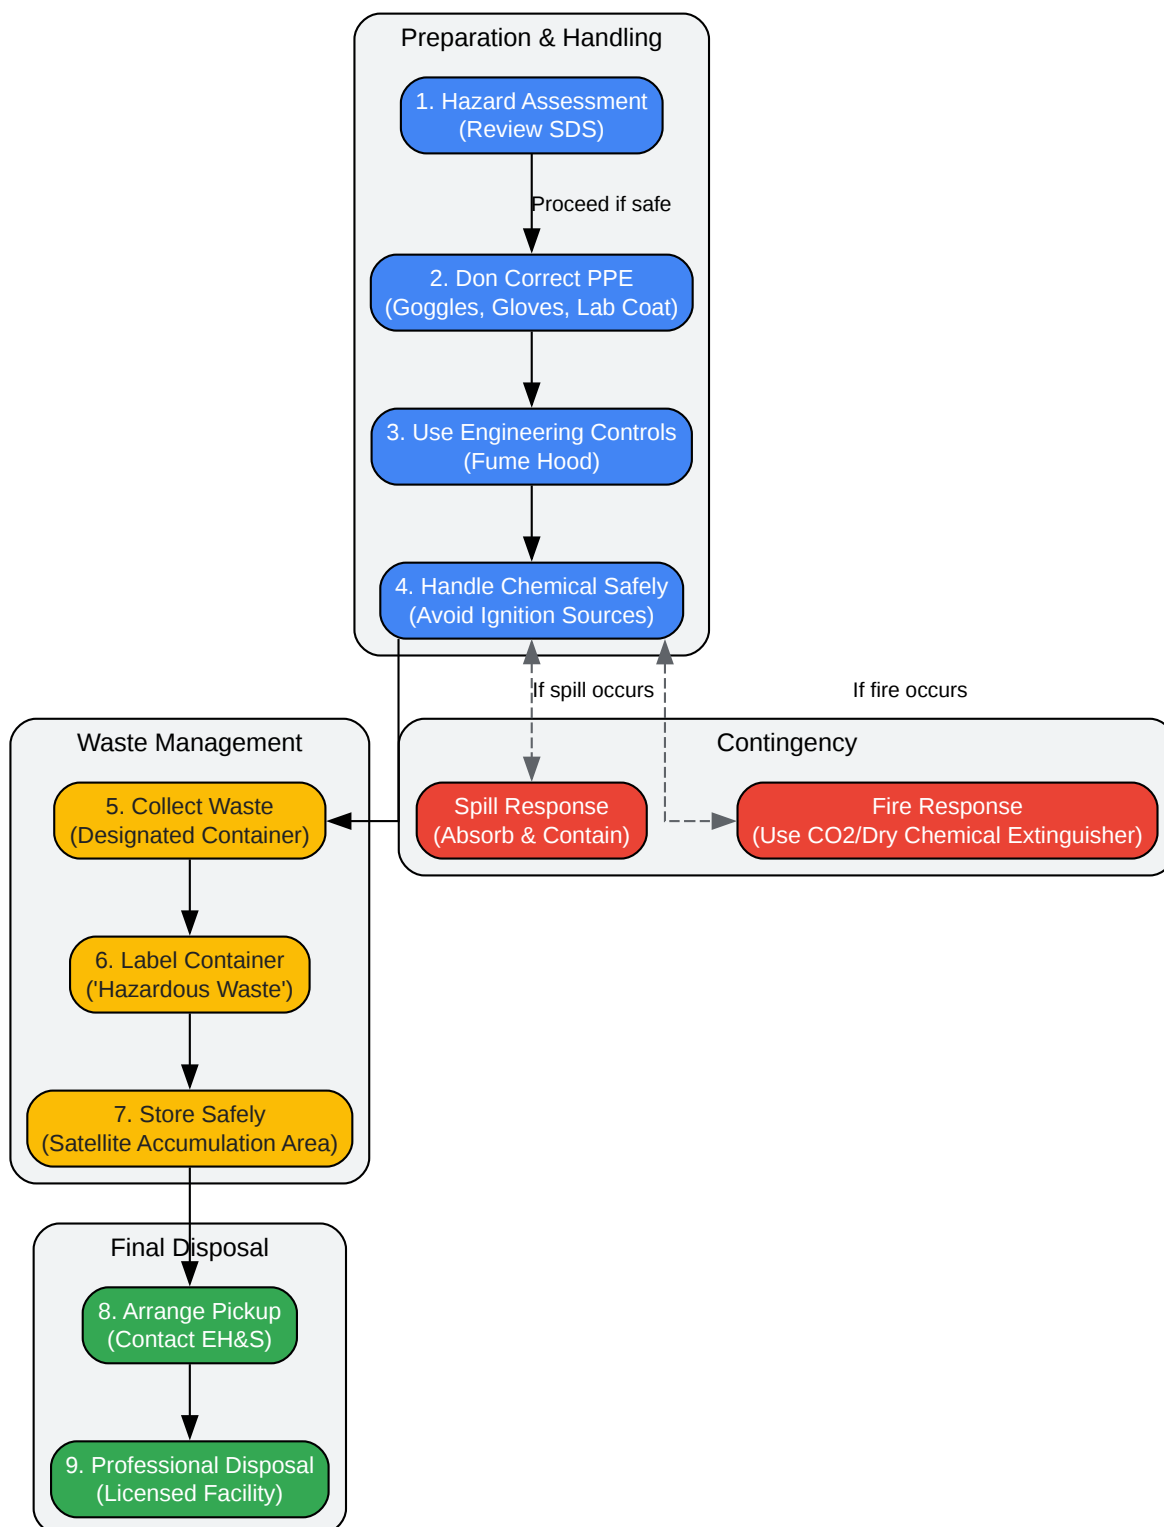 Preparation & Handling
1. Hazard Assessment
(Review SDS)
Proceed if safe
2. Don Correct PPE
(Goggles, Gloves, Lab Coat)
3. Use Engineering Controls
(Fume Hood)
4. Handle Chemical Safely
(Avoid Ignition Sources)
If spill occurs
If fire occurs
Waste Management
5. Collect Waste
(Designated Container)
6. Label Container
('Hazardous Waste')
7. Store Safely
(Satellite Accumulation Area)
Contingency
Spill Response
(Absorb & Contain)
Fire Response
(Use CO2/Dry Chemical Extinguisher)
Final Disposal
8. Arrange Pickup
(Contact EH&S)
9. Professional Disposal
(Licensed Facility)